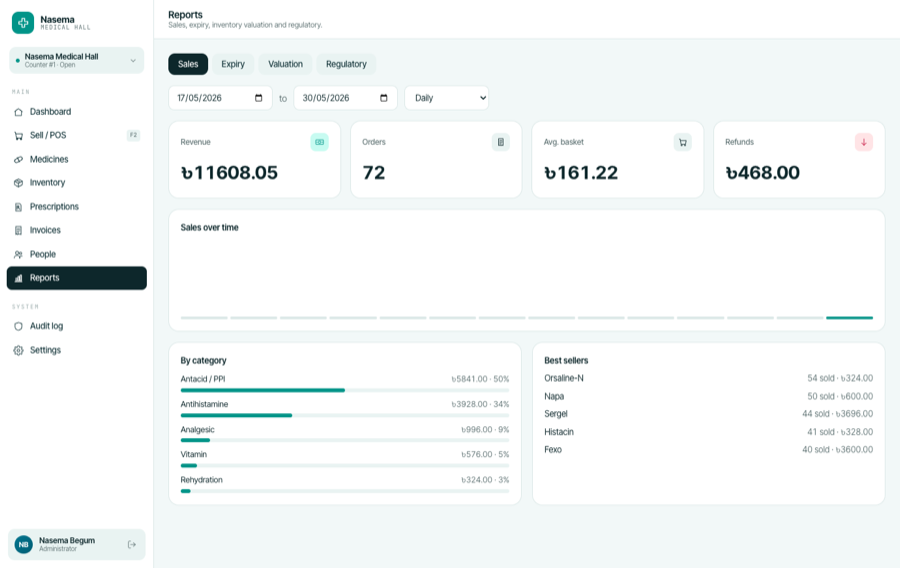 Nasema
MEDICAL HALL
Nasema Medical Hall
Counter #1 · Open
MAIN
Dashboard
Sell / POS
F2
Medicines
Inventory
Prescriptions
Invoices
People
Reports
SYSTEM
Audit log
Settings
Nasema Begum
Administrator
NB
Reports
Sales, expiry, inventory valuation and regulatory.
Sales
Expiry
Valuation
Regulatory
17/05/2026
to
30/05/2026
Daily
Revenue
৳11608.05
Orders
72
Avg. basket
৳161.22
Refunds
৳468.00
Sales over time
By category
Antacid / PPI
৳5841.00 · 50%
Antihistamine
৳3928.00 · 34%
Analgesic
৳996.00 · 9%
Vitamin
৳576.00 · 5%
Rehydration
৳324.00 · 3%
Best sellers
Orsaline-N
54 sold · ৳324.00
Napa
50 sold · ৳600.00
Sergel
44 sold · ৳3696.00
Histacin
41 sold · ৳328.00
Fexo
40 sold · ৳3600.00